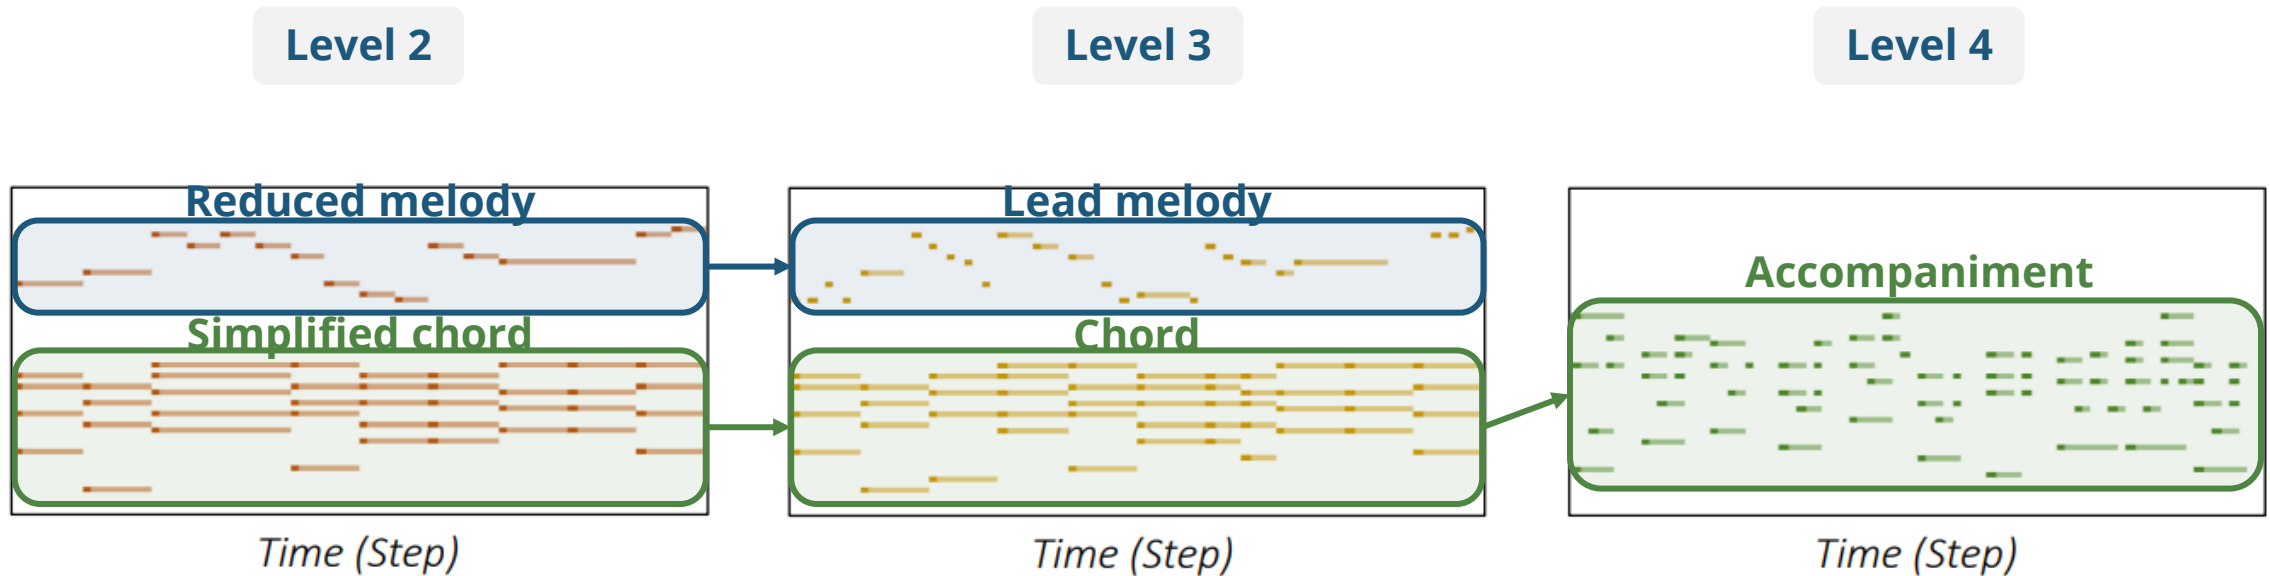 Level 2
Level 3
Level 4
Reduced melody
Lead melody
Accompaniment
Simplified chord
Chord
Time (Step)
Time (Step)
Time (Step)